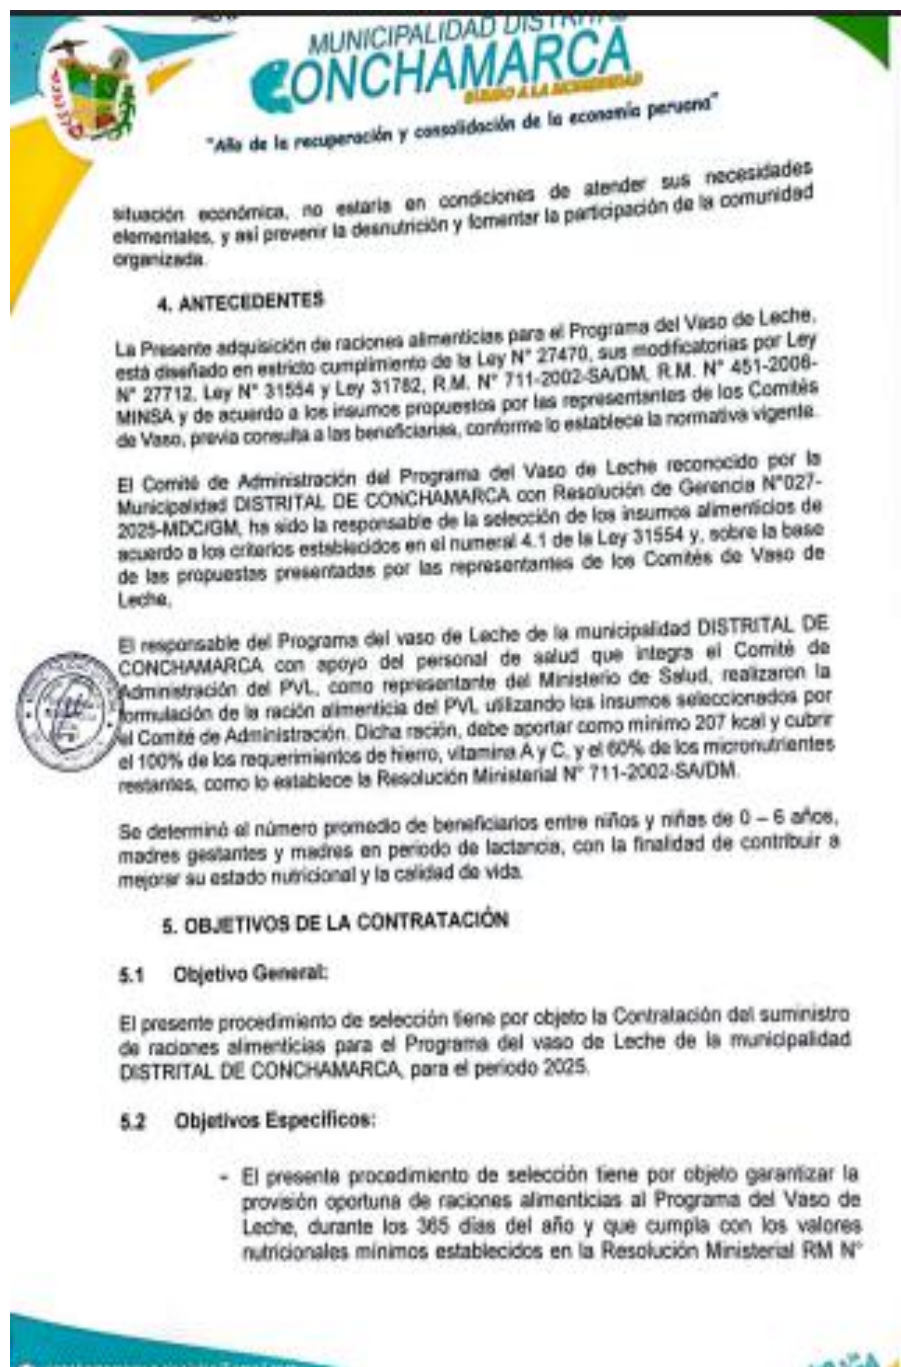 MUNICIPALIDAD DISTRITAL
CONCHAMARCA
RUMBO A LA MODERNIDAD
"Año de la recuperación y consolidación de la economía peruana"
situación económica, no estaría en condiciones de atender sus necesidades
elementales, y así prevenir la desnutrición y fomentar la participación de la comunidad
organizada.
4. ANTECEDENTES
La Presente adquisición de raciones alimenticias para el Programa del Vaso de Leche,
está diseñado en estricto cumplimiento de la Ley N° 27470, sus modificatorias por Ley
N° 27712, Ley N° 31554 y Ley 31782, R.M. N° 711-2002-SA/DM, R.M. N° 451-2006-
MINSA y de acuerdo a los insumos propuestos por las representantes de los Comités
de Vaso, previa consulta a las beneficiarias, conforme lo establece la normativa vigente.
El Comité de Administración del Programa del Vaso de Leche reconocido por la
Municipalidad DISTRITAL DE CONCHAMARCA con Resolución de Gerencia N°027-
2025-MDC/GM, ha sido la responsable de la selección de los insumos alimenticios de
acuerdo a los criterios establecidos en el numeral 4.1 de la Ley 31554 y, sobre la base
de las propuestas presentadas por las representantes de los Comités de Vaso de
Leche,
El responsable del Programa del vaso de Leche de la municipalidad DISTRITAL DE
CONCHAMARCA con apoyo del personal de salud que integra el Comité de
Administración del PVL, como representante del Ministerio de Salud, realizaron la
formulación de la ración alimenticia del PVL utilizando los insumos seleccionados por
el Comité de Administración. Dicha ración, debe aportar como mínimo 207 kcal y cubrir
el 100% de los requerimientos de hierro, vitamina A y C, y el 60% de los micronutrientes
restantes, como lo establece la Resolución Ministerial N° 711-2002-SA/DM.
Se determinó el número promedio de beneficiarios entre niños y niñas de 0 – 6 años,
madres gestantes y madres en periodo de lactancia, con la finalidad de contribuir a
mejorar su estado nutricional y la calidad de vida.
5. OBJETIVOS DE LA CONTRATACIÓN
5.1 Objetivo General:
El presente procedimiento de selección tiene por objeto la Contratación del suministro
de raciones alimenticias para el Programa del vaso de Leche de la municipalidad
DISTRITAL DE CONCHAMARCA, para el periodo 2025.
5.2 Objetivos Específicos:
- El presente procedimiento de selección tiene por objeto garantizar la
provisión oportuna de raciones alimenticias al Programa del Vaso de
Leche, durante los 365 días del año y que cumpla con los valores
nutricionales mínimos establecidos en la Resolución Ministerial RM N°